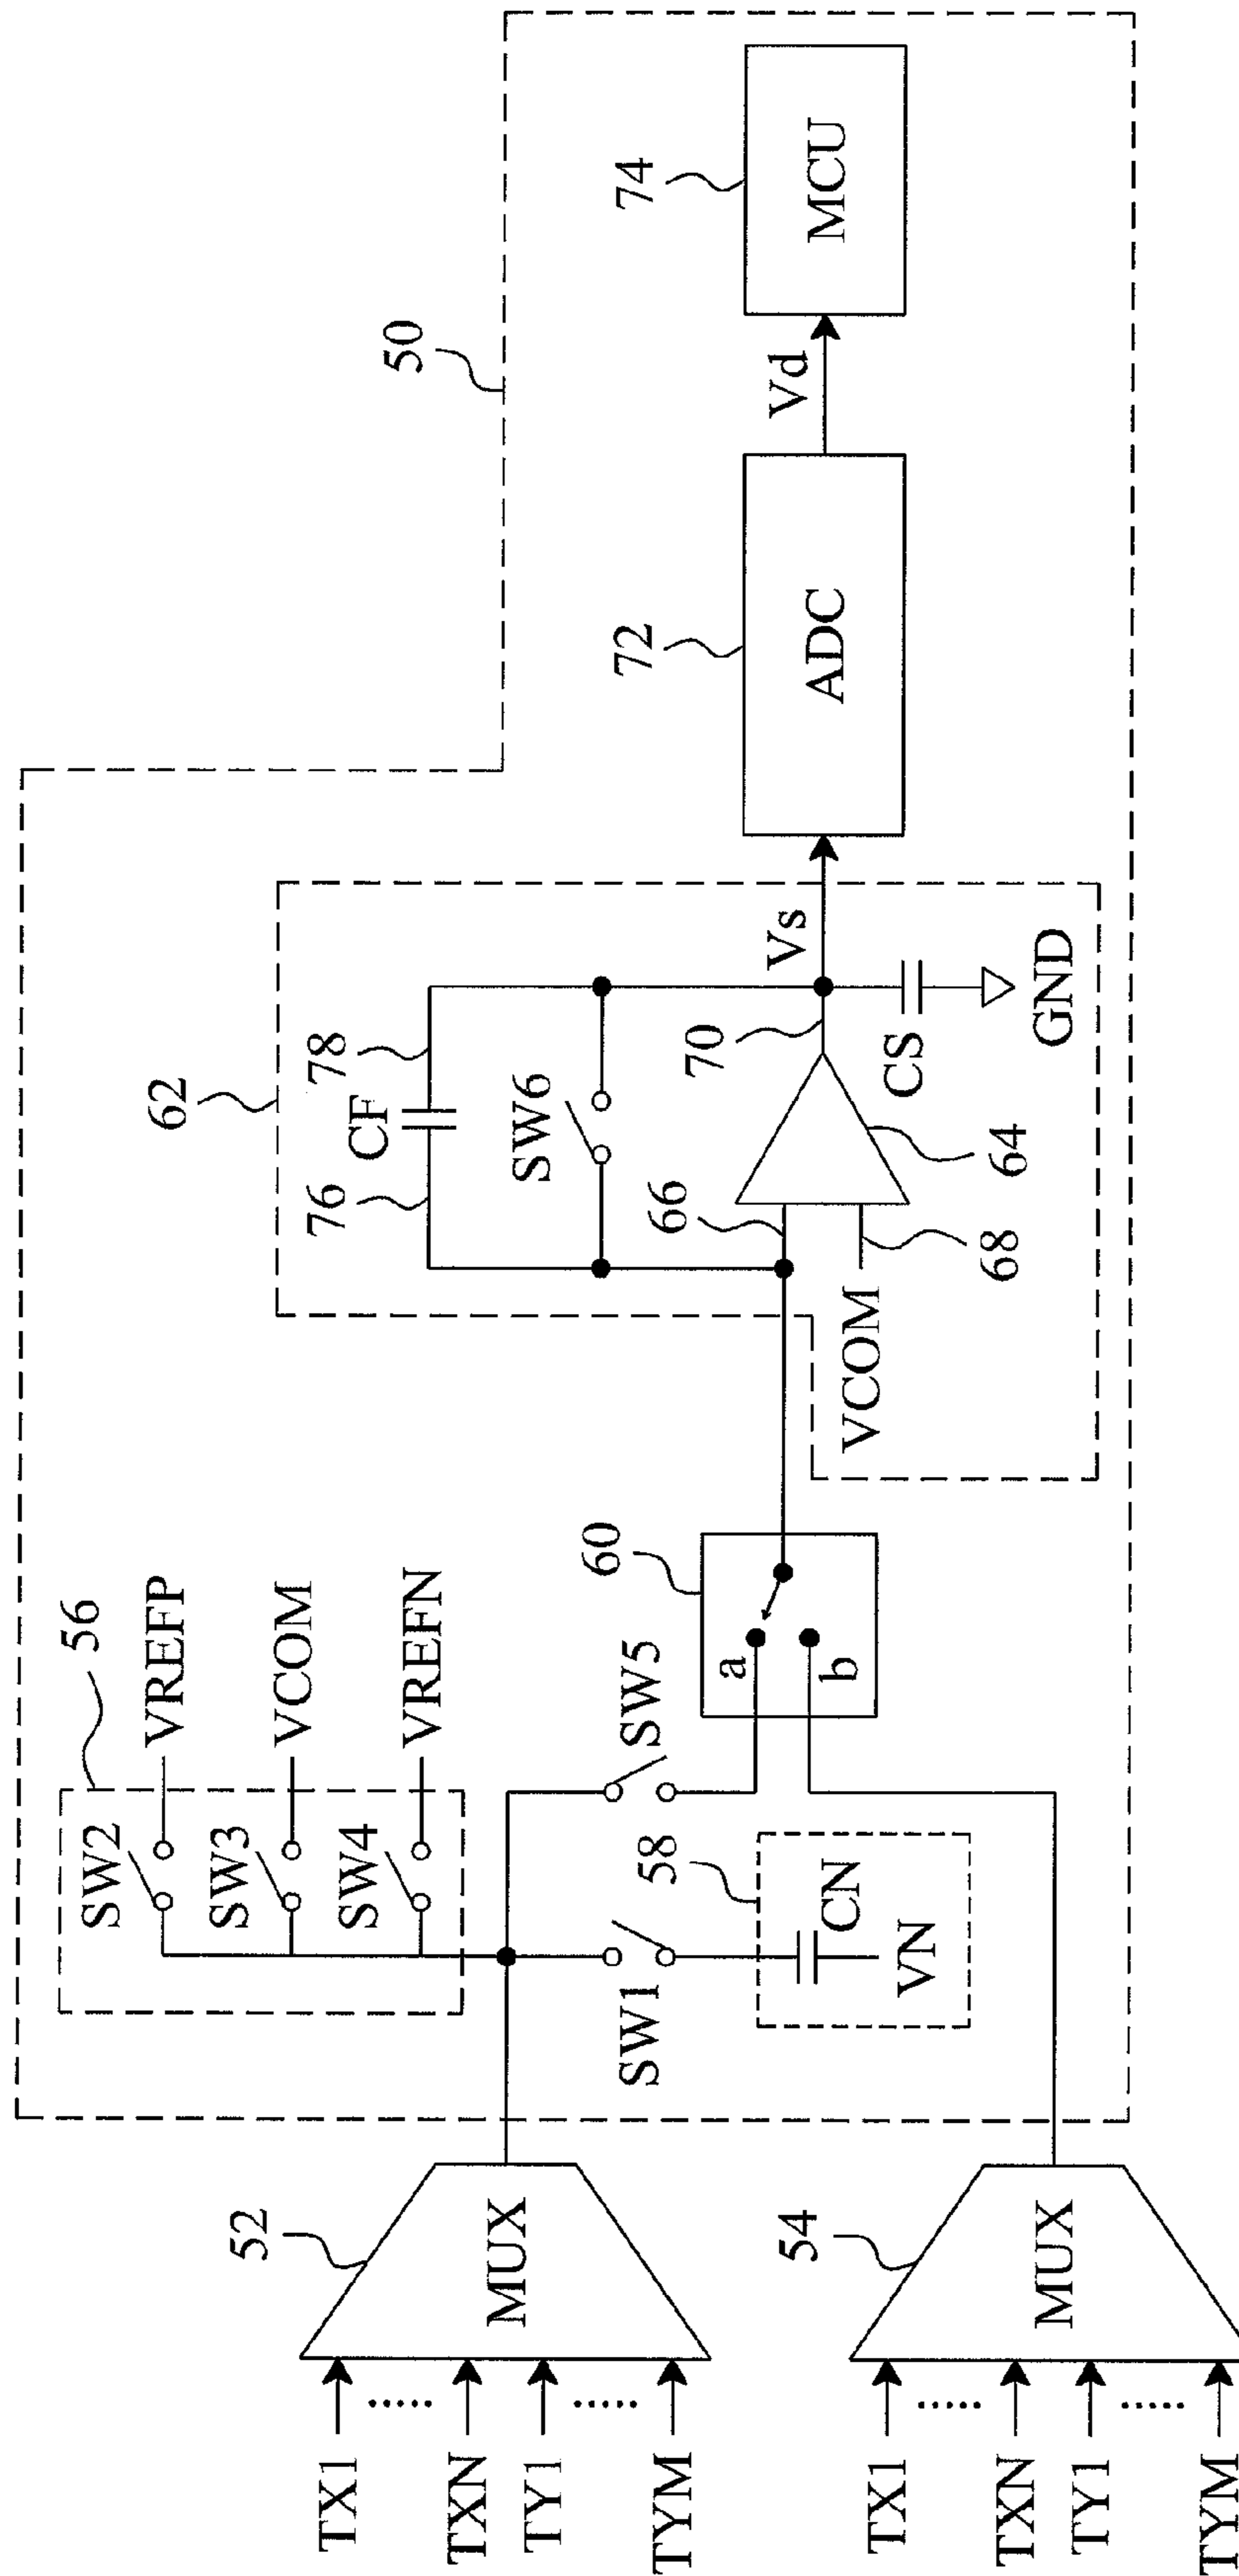 50
56
SW2
VREFP
SW3
VCOM
SW4
VREFN
62
76
CF
78
SW6
66
70
Vs
72
ADC
Vd
74
MCU
52
MUX
TX1
......
TXN
TY1
......
TYM
SW1
SW5
58
CN
VN
60
a
b
VCOM
68
64
CS
GND
54
MUX
TX1
......
TXN
TY1
......
TYM